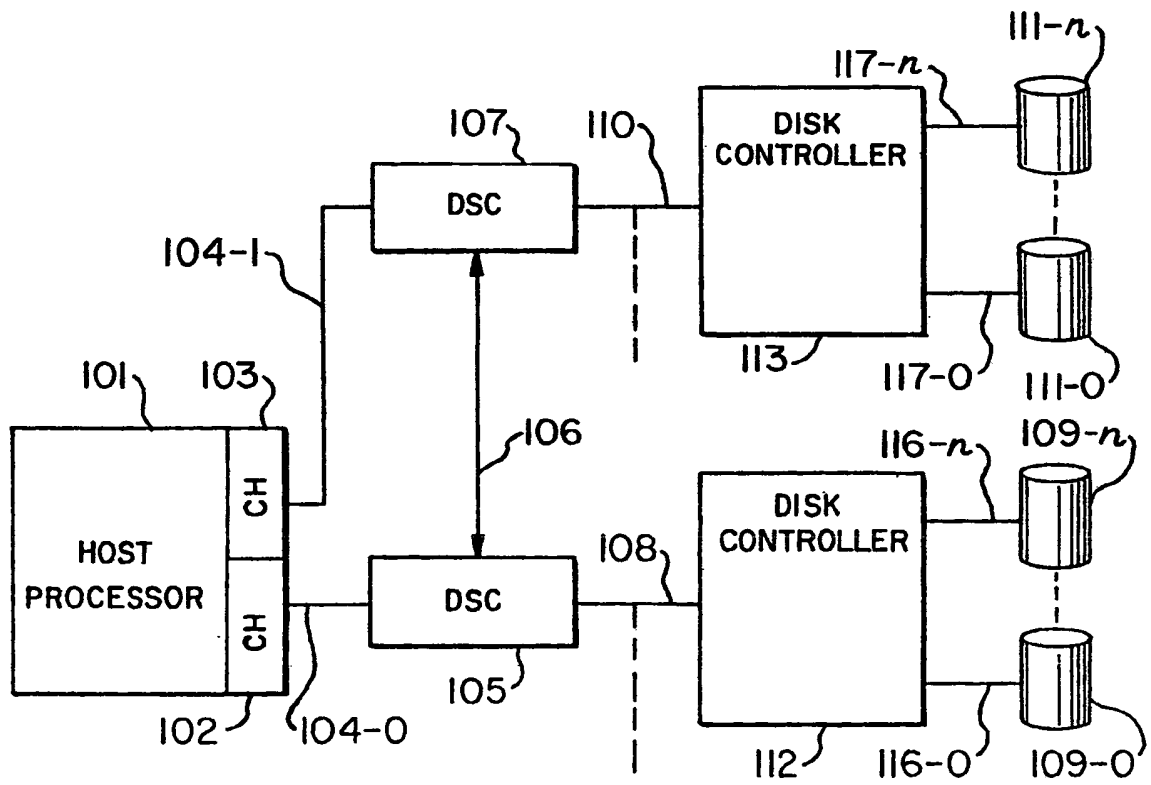 111-n
117-n
107
110
DISK
CONTROLLER
DSC
104-1
113
117-0
111-0
101
103
106
116-n
109-n
CH
DISK
CONTROLLER
HOST
PROCESSOR
108
DSC
CH
105
102
104-0
112
116-0
109-0